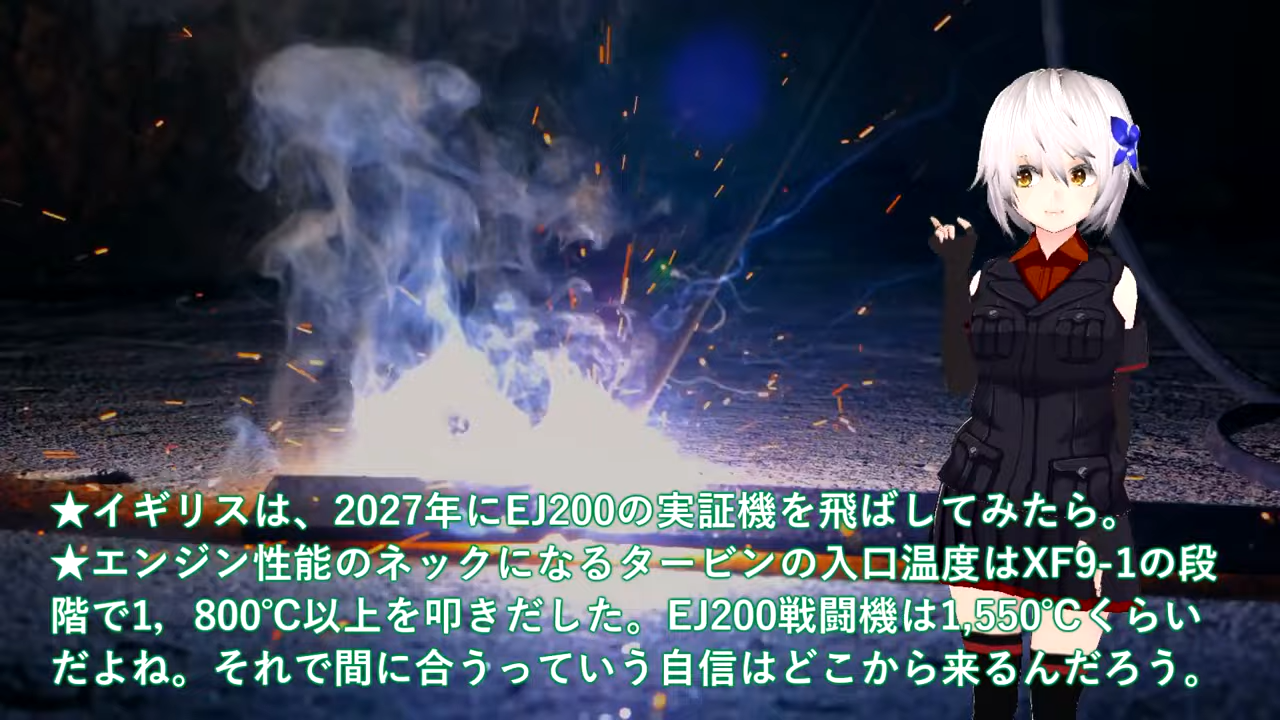 ★イギリスは、2027年にEJ200の実証機を飛ばしてみたら。
★エンジン性能のネックになるタービンの入口温度はXF9-1の段
階で1，800℃以上を叩きだした。EJ200戦闘機は1,550℃くらい
だよね。それで間に合うっていう自信はどこから来るんだろう。